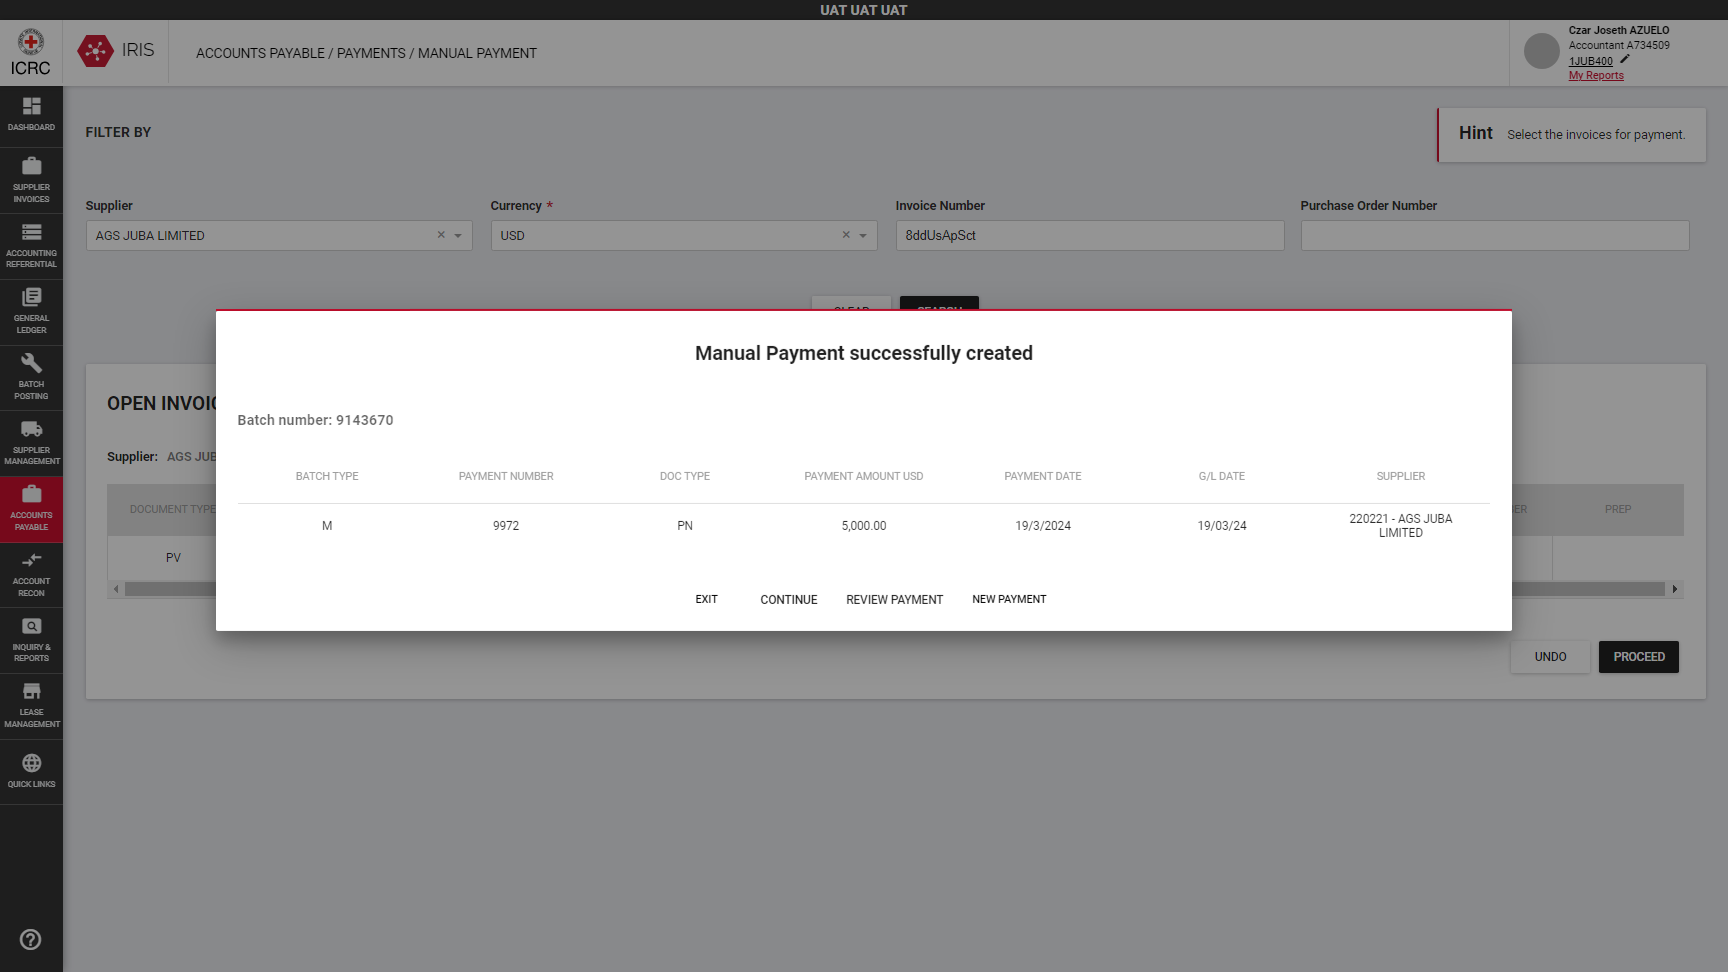 UAT UAT UAT
ICRC
IRIS
ACCOUNTS PAYABLE / PAYMENTS / MANUAL PAYMENT
Czar Joseth AZUELO
Accountant A734509
1JUB400
My Reports
DASHBOARD
SUPPLIER
INVOICES
ACCOUNTING
REFERENTIAL
GENERAL
LEDGER
BATCH
POSTING
SUPPLIER
MANAGEMENT
ACCOUNTS
PAYABLE
ACCOUNT
RECON
INQUIRY &
REPORTS
LEASE
MANAGEMENT
QUICK LINKS
FILTER BY
Hint Select the invoices for payment.
Supplier Currency * Invoice Number Purchase Order Number
AGS JUBA LIMITED × USD × 8ddUsApSct
CLEAR SEARCH
Manual Payment successfully created
Batch number: 9143670
BATCH TYPE PAYMENT NUMBER DOC TYPE PAYMENT AMOUNT USD PAYMENT DATE G/L DATE SUPPLIER
M 9972 PN 5,000.00 19/3/2024 19/03/24 220221 - AGS JUBA
LIMITED
EXIT CONTINUE REVIEW PAYMENT NEW PAYMENT
OPEN INVOIC
Supplier: AGS JUB
DOCUMENT TYPE BER PREP
PV
UNDO PROCEED